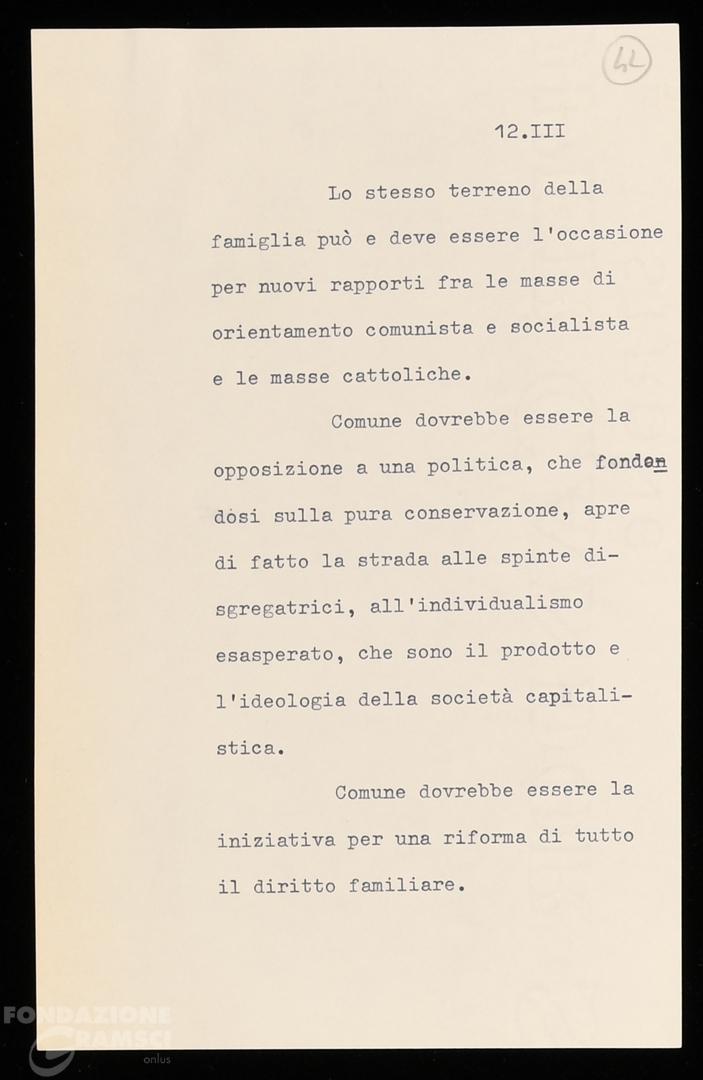 42
12.III
Lo stesso terreno della
famiglia può e deve essere l'occasione
per nuovi rapporti fra le masse di
orientamento comunista e socialista
e le masse cattoliche.
Comune dovrebbe essere la
opposizione a una politica, che fondan
dosi sulla pura conservazione, apre
di fatto la strada alle spinte di-
sgregatrici, all'individualismo
esasperato, che sono il prodotto e
l'ideologia della società capitali-
stica.
Comune dovrebbe essere la
iniziativa per una riforma di tutto
il diritto familiare.
FONDAZIONE
GRAMSCI
onlus